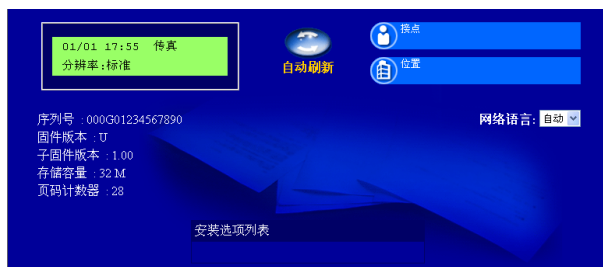 01/01 17:55 传真
分辨率:标准
自动刷新
接点
位置
序列号 : 000G01234567890
固件版本 : U
子固件版本 : 1.00
存储容量 : 32 M
页码计数器 : 28
网络语言: 自动
安装选项列表